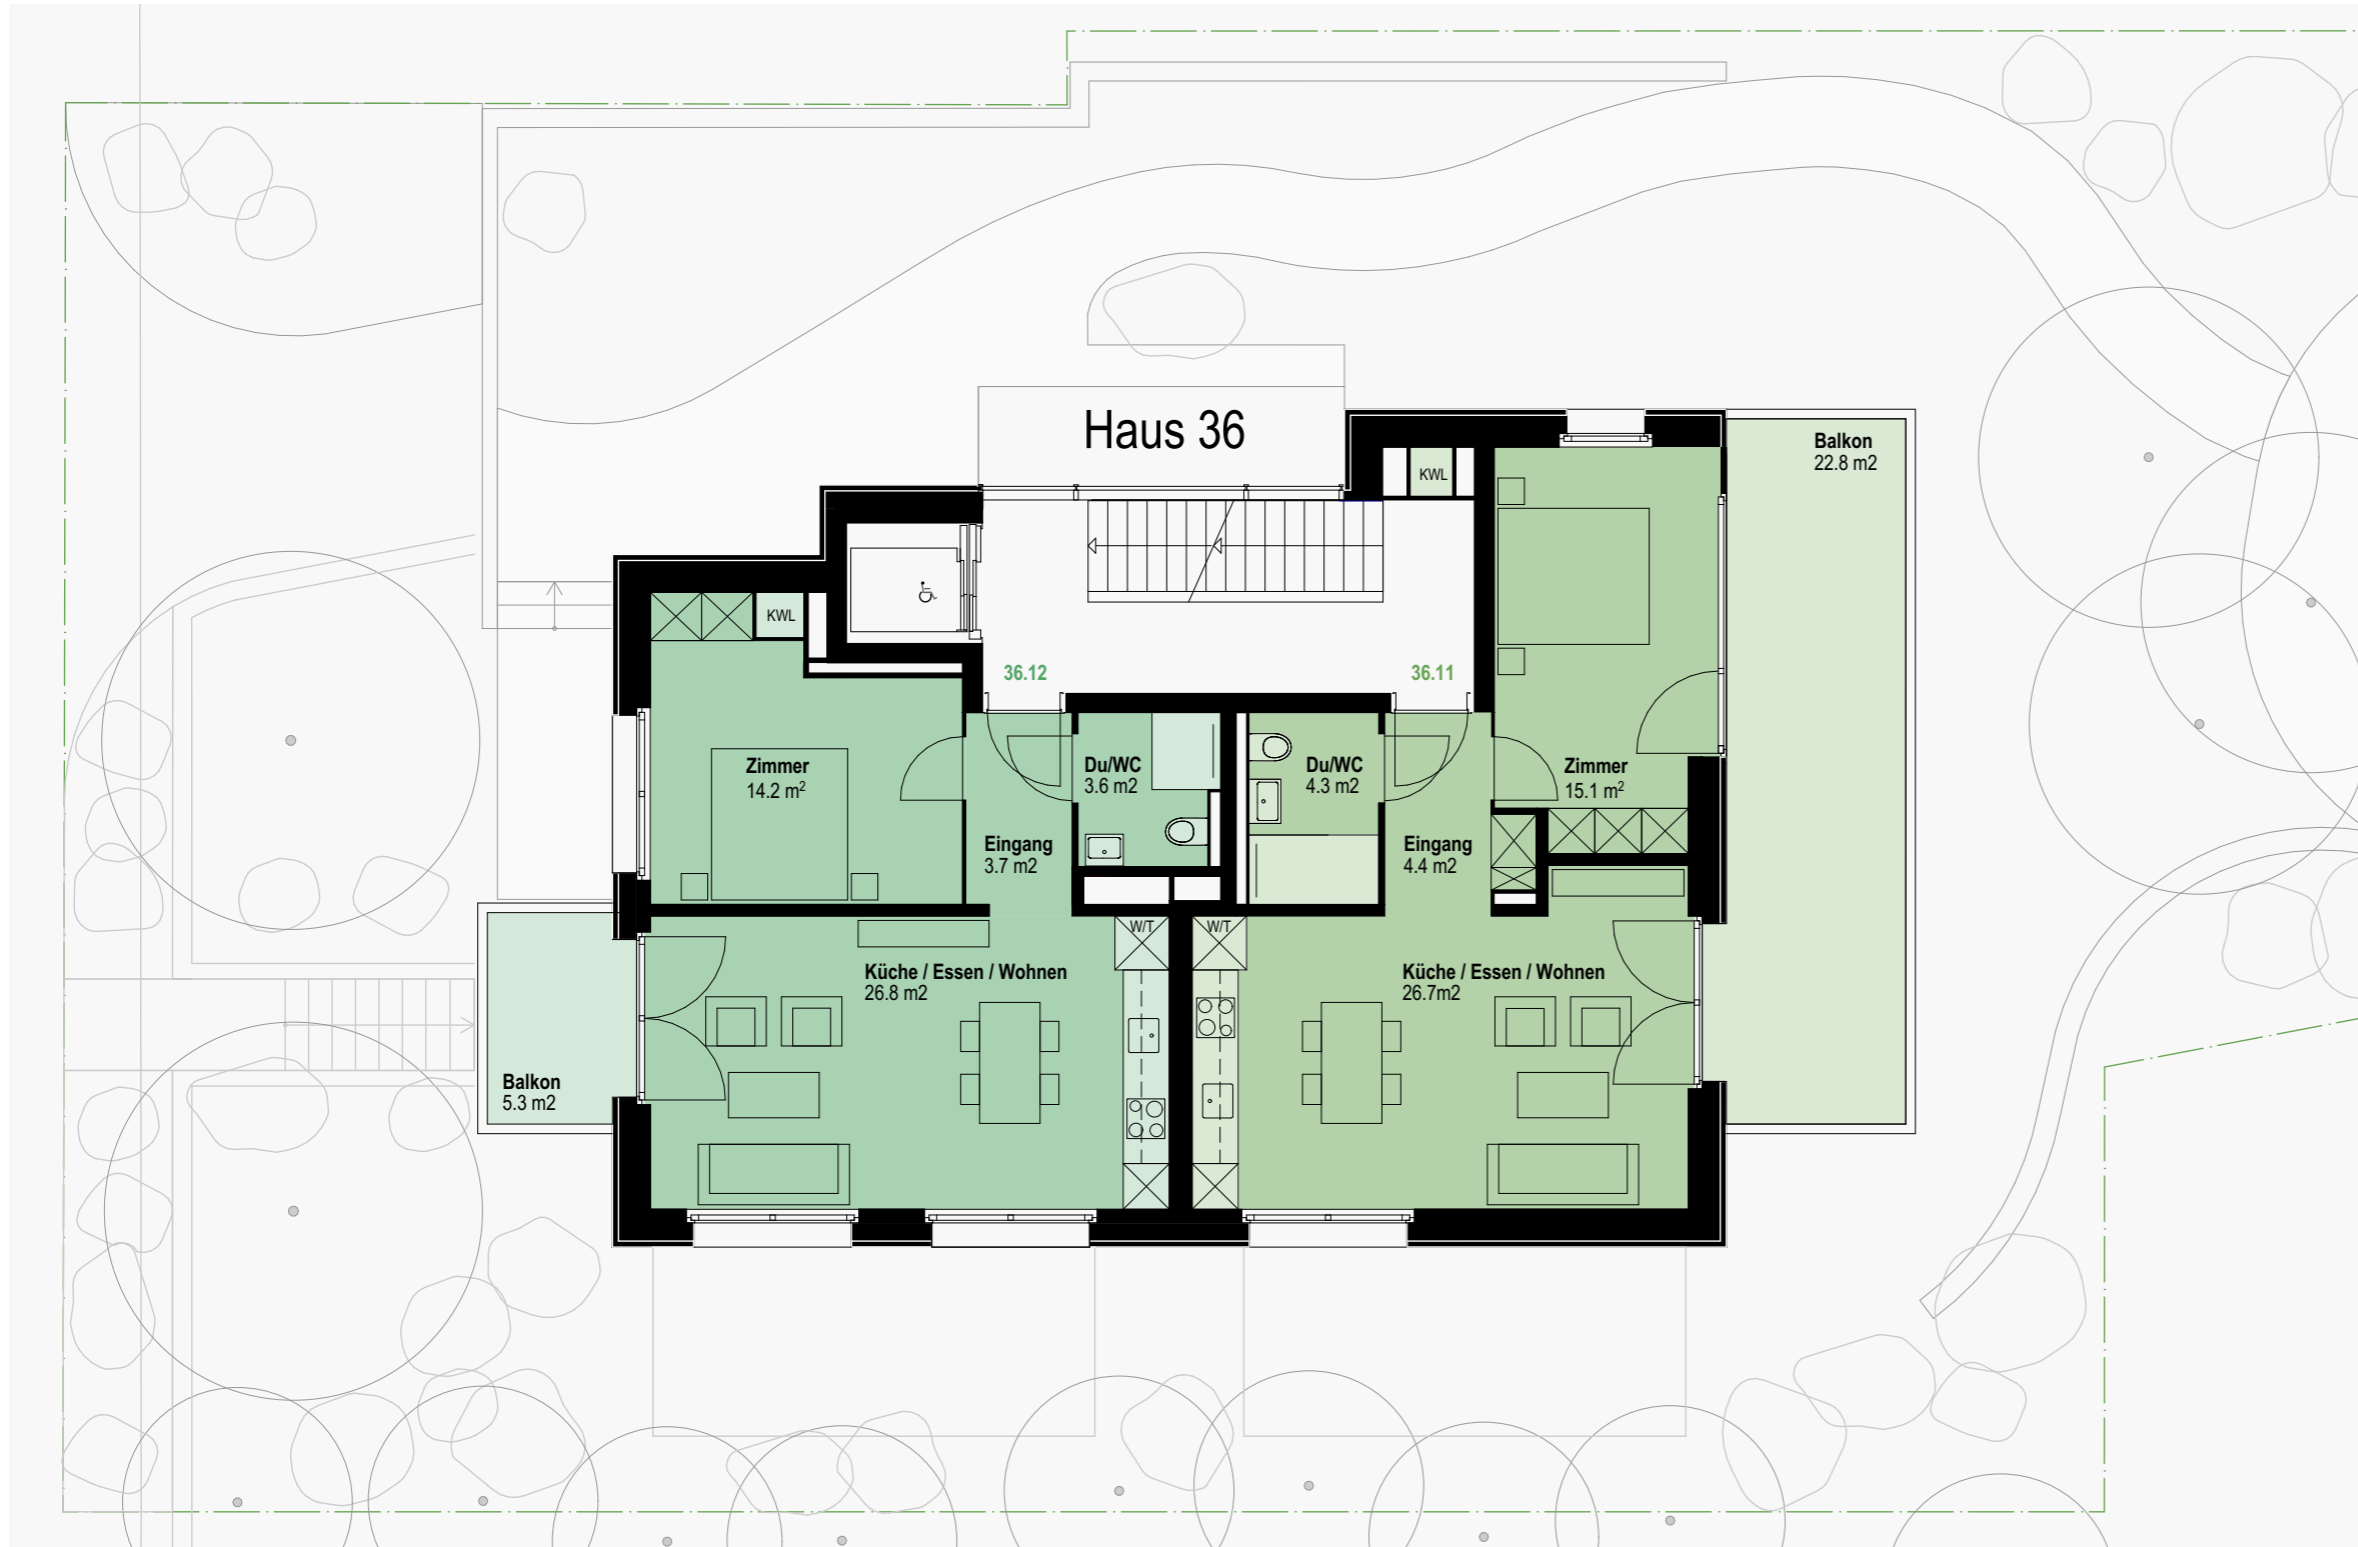 Haus 36
Balkon
22.8 m2
KWL
KWL
36.12
36.11
Zimmer
14.2 m²
Du/WC
3.6 m2
Du/WC
4.3 m2
Zimmer
15.1 m²
Eingang
3.7 m2
Eingang
4.4 m2
W/T
W/T
Küche / Essen / Wohnen
26.8 m2
Küche / Essen / Wohnen
26.7m2
Balkon
5.3 m2